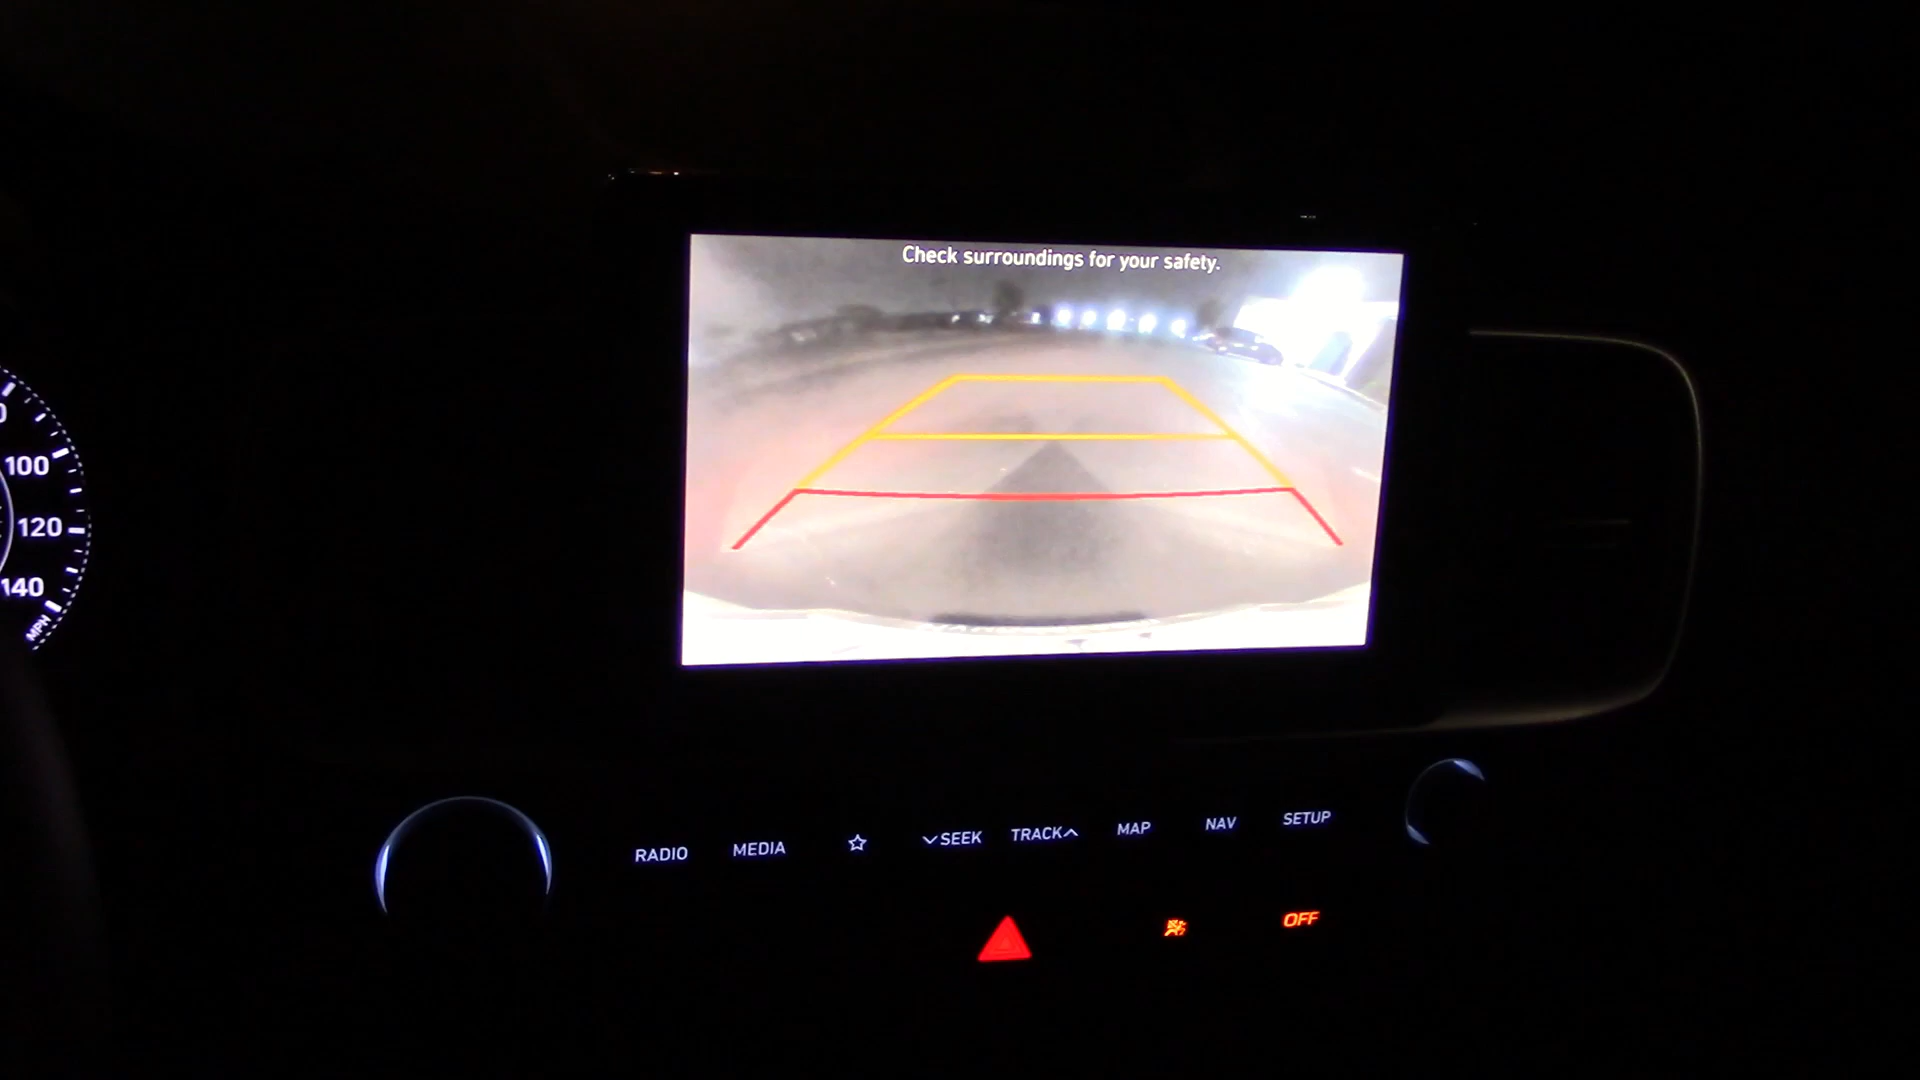 Check surroundings for your safety.
100
120
140
MPH
RADIO MEDIA SEEK TRACK MAP NAV SETUP
OFF